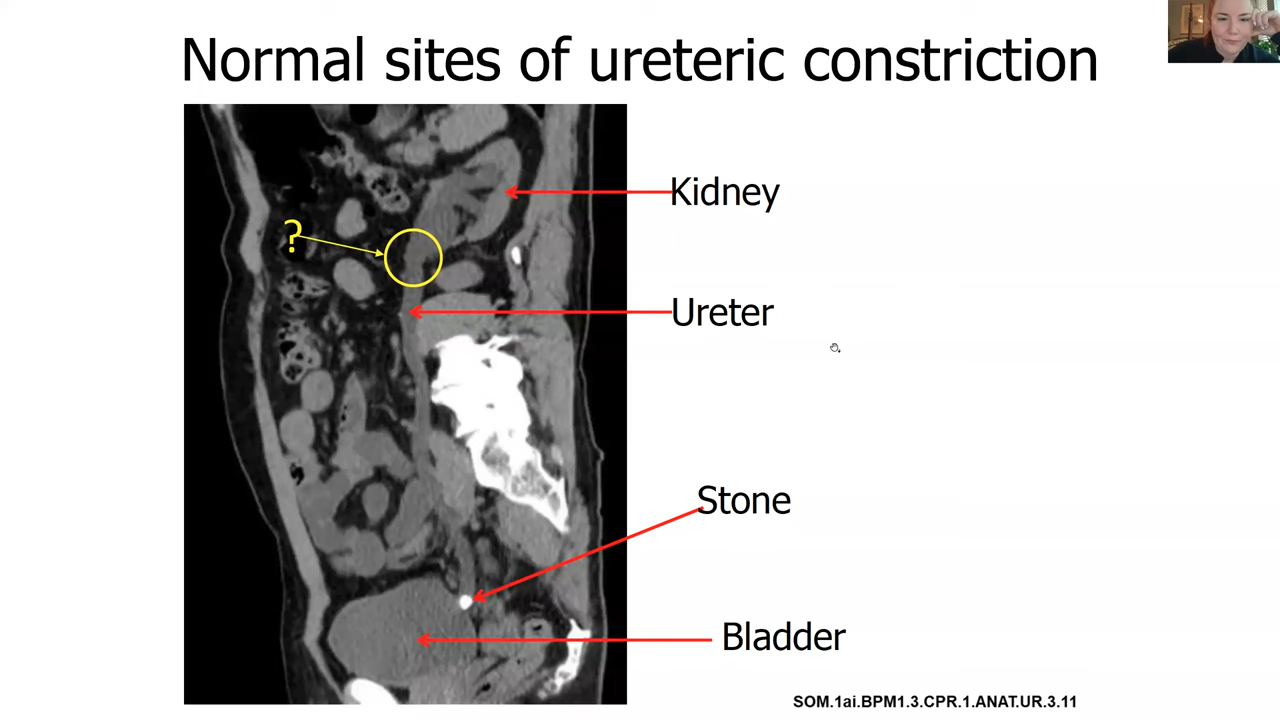 Normal sites of ureteric constriction
Kidney
?
Ureter
Stone
Bladder
SOM.1ai.BPM1.3.CPR.1.ANAT.UR.3.11